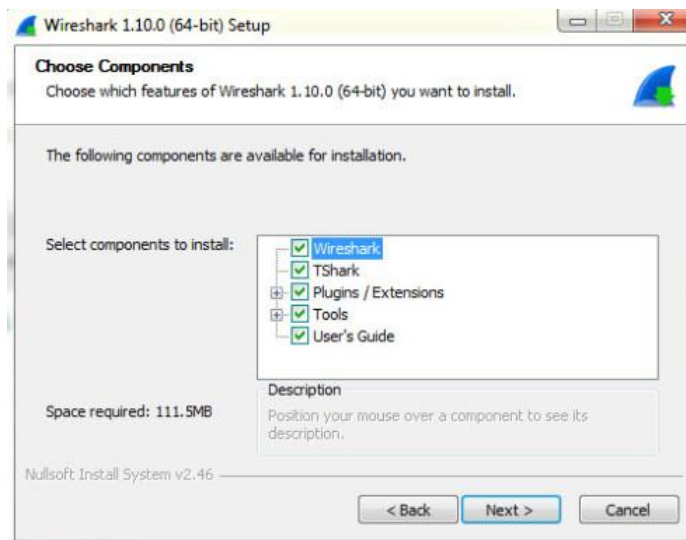 Wireshark 1.10.0 (64-bit) Setup
Choose Components
Choose which features of Wireshark 1.10.0 (64-bit) you want to install.
The following components are available for installation.
Select components to install:
Wireshark
TShark
Plugins / Extensions
Tools
User's Guide
Space required: 111.5MB
Description
Position your mouse over a component to see its
description.
Nullsoft Install System v2.46
< Back
Next >
Cancel